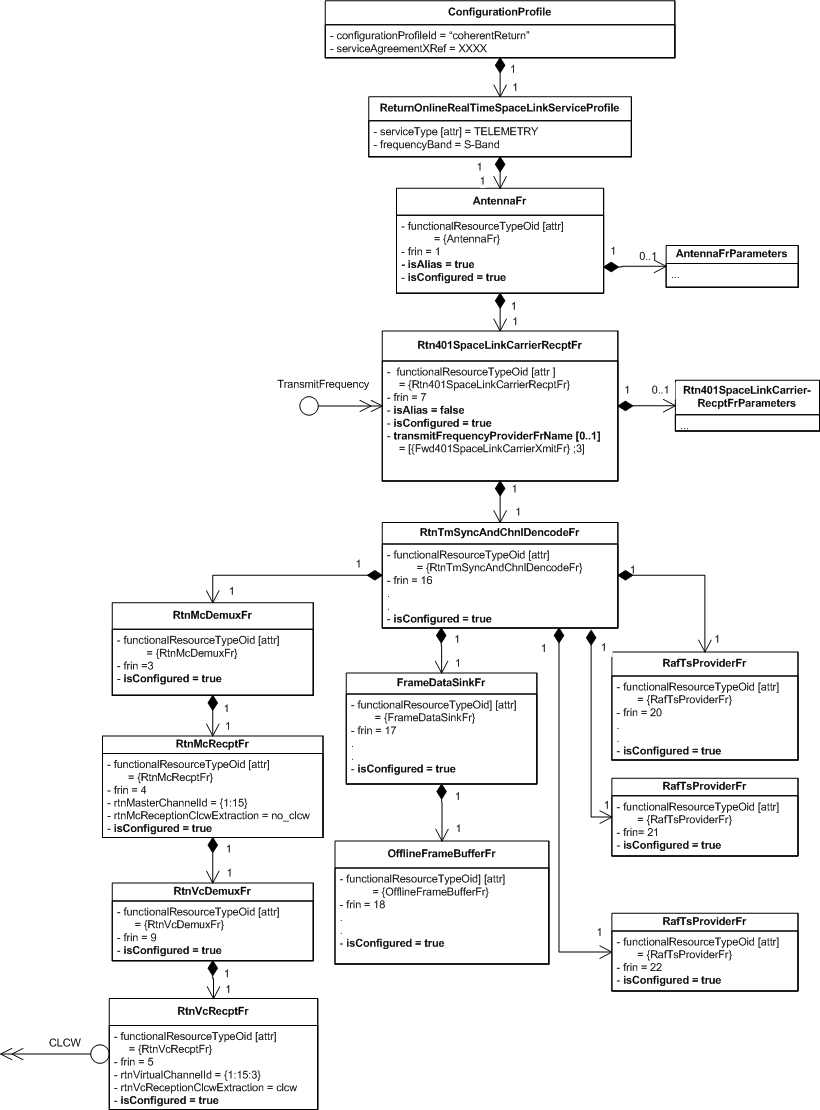 ConfigurationProfile
- configurationProfileId = “coherentReturn”
- serviceAgreementXRef = XXXX
1
1
ReturnOnlineRealTimeSpaceLinkServiceProfile
- serviceType [attr] = TELEMETRY
- frequencyBand = S-Band
1
1
AntennaFr
- functionalResourceTypeOid [attr]
= {AntennaFr}
- frin = 1
- isAlias = true
- isConfigured = true
1
0..1
AntennaFrParameters
...
1
1
Rtn401SpaceLinkCarrierRecptFr
- functionalResourceTypeOid [attr ]
= {Rtn401SpaceLinkCarrierRecptFr}
- frin = 7
- isAlias = false
- isConfigured = true
- transmitFrequencyProviderFrName [0..1]
= [{Fwd401SpaceLinkCarrierXmitFr} ;3]
TransmitFrequency
1
0..1
Rtn401SpaceLinkCarrier-
RecptFrParameters
...
1
1
RtnTmSyncAndChnlDencodeFr
- functionalResourceTypeOid [attr]
= {RtnTmSyncAndChnlDencodeFr}
- frin = 16
.
.
- isConfigured = true
1
1
RtnMcDemuxFr
- functionalResourceTypeOid [attr]
= {RtnMcDemuxFr}
- frin =3
- isConfigured = true
1
1
RtnMcRecptFr
- functionalResourceTypeOid [attr]
= {RtnMcRecptFr}
- frin = 4
- rtnMasterChannelId = {1:15}
- rtnMcReceptionClcwExtraction = no_clcw
- isConfigured = true
1
1
RtnVcDemuxFr
- functionalResourceTypeOid [attr]
= {RtnVcDemuxFr}
- frin = 9
- isConfigured = true
1
1
RtnVcRecptFr
- functionalResourceTypeOid [attr]
= {RtnVcRecptFr}
- frin = 5
- rtnVirtualChannelId = {1:15:3}
- rtnVcReceptionClcwExtraction = clcw
- isConfigured = true
CLCW
1
1
FrameDataSinkFr
- functionalResourceTypeOid] [attr]
= {FrameDataSinkFr}
- frin = 17
.
.
- isConfigured = true
1
1
OfflineFrameBufferFr
- functionalResourceTypeOid] [attr]
= {OfflineFrameBufferFr}
- frin = 18
.
.
- isConfigured = true
1
1
RafTsProviderFr
- functionalResourceTypeOid [attr]
= {RafTsProviderFr}
- frin = 20
.
.
- isConfigured = true
1
1
RafTsProviderFr
- functionalResourceTypeOid [attr]
= {RafTsProviderFr}
- frin= 21
- isConfigured = true
1
1
RafTsProviderFr
- functionalResourceTypeOid [attr]
= {RafTsProviderFr}
- frin = 22
- isConfigured = true